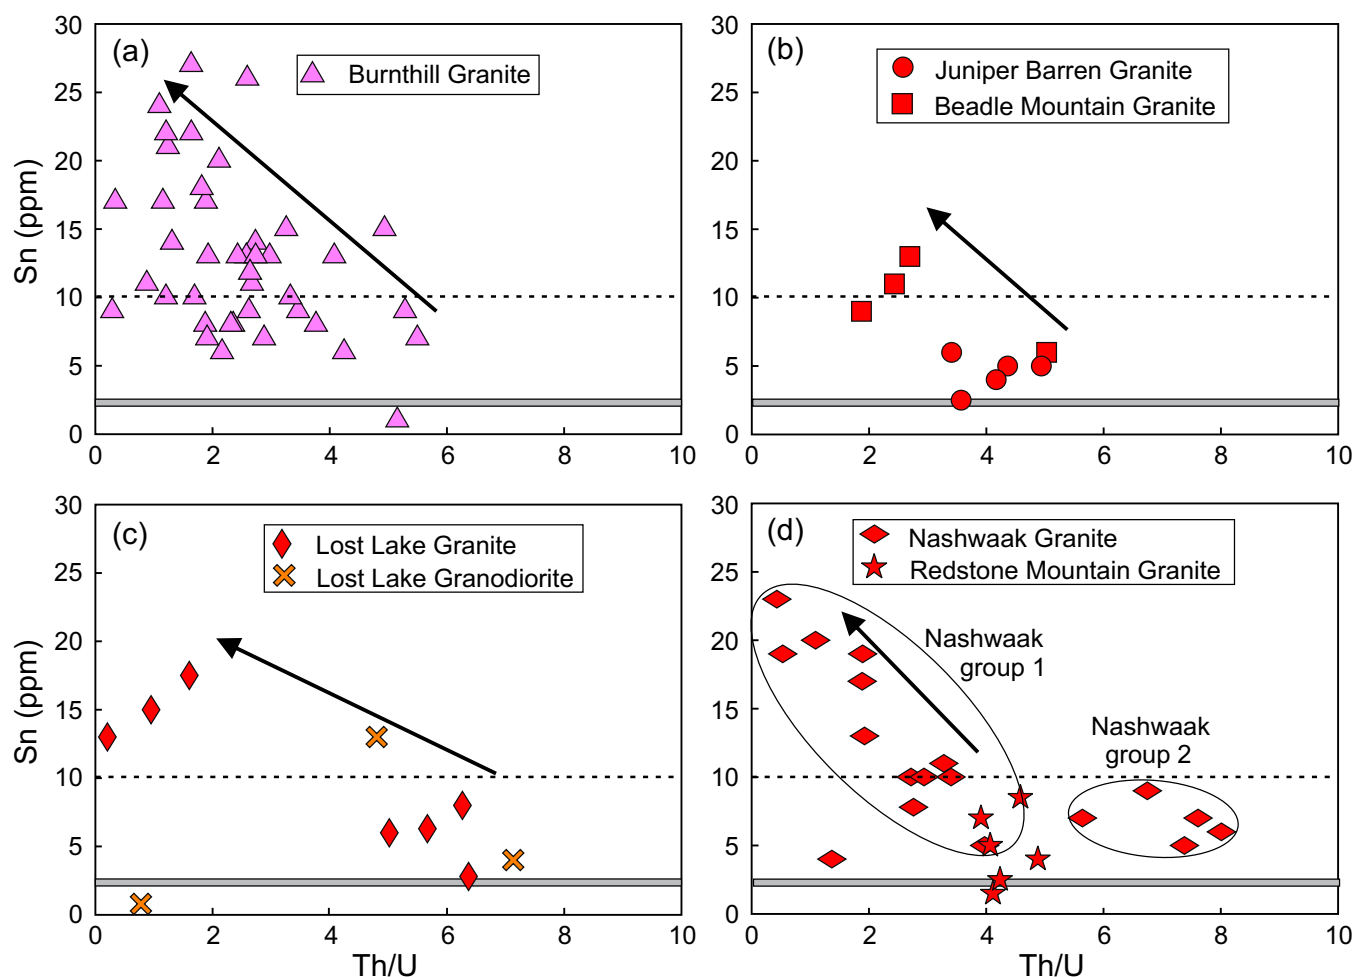 (a)
Burnthill Granite
30
25
20
15
10
5
0
Sn (ppm)
0 2 4 6 8 10
(b)
Juniper Barren Granite
Beadle Mountain Granite
30
25
20
15
10
5
0
0 2 4 6 8 10
(c)
Lost Lake Granite
Lost Lake Granodiorite
30
25
20
15
10
5
0
Sn (ppm)
0 2 4 6 8 10
Th/U
(d)
Nashwaak Granite
Redstone Mountain Granite
Nashwaak
group 1
Nashwaak
group 2
30
25
20
15
10
5
0
0 2 4 6 8 10
Th/U